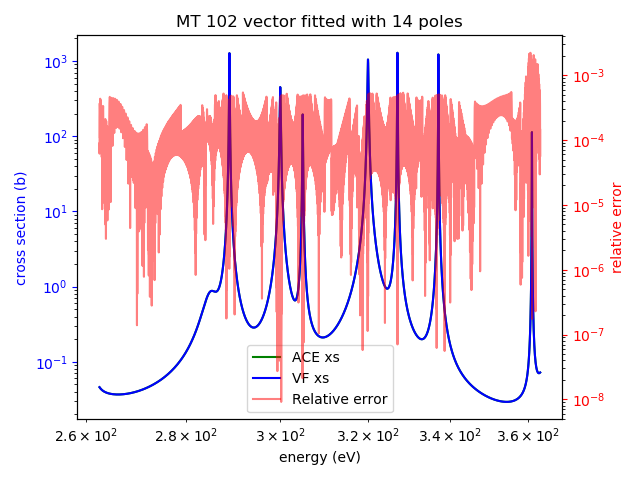 MT 102 vector fitted with 14 poles
10³
10²
10¹
10⁰
10⁻¹
cross section (b)
10⁻³
10⁻⁴
10⁻⁵
10⁻⁶
10⁻⁷
10⁻⁸
relative error
ACE xs
VF xs
Relative error
2.6 × 10² 2.8 × 10² 3 × 10² 3.2 × 10² 3.4 × 10² 3.6 × 10²
energy (eV)